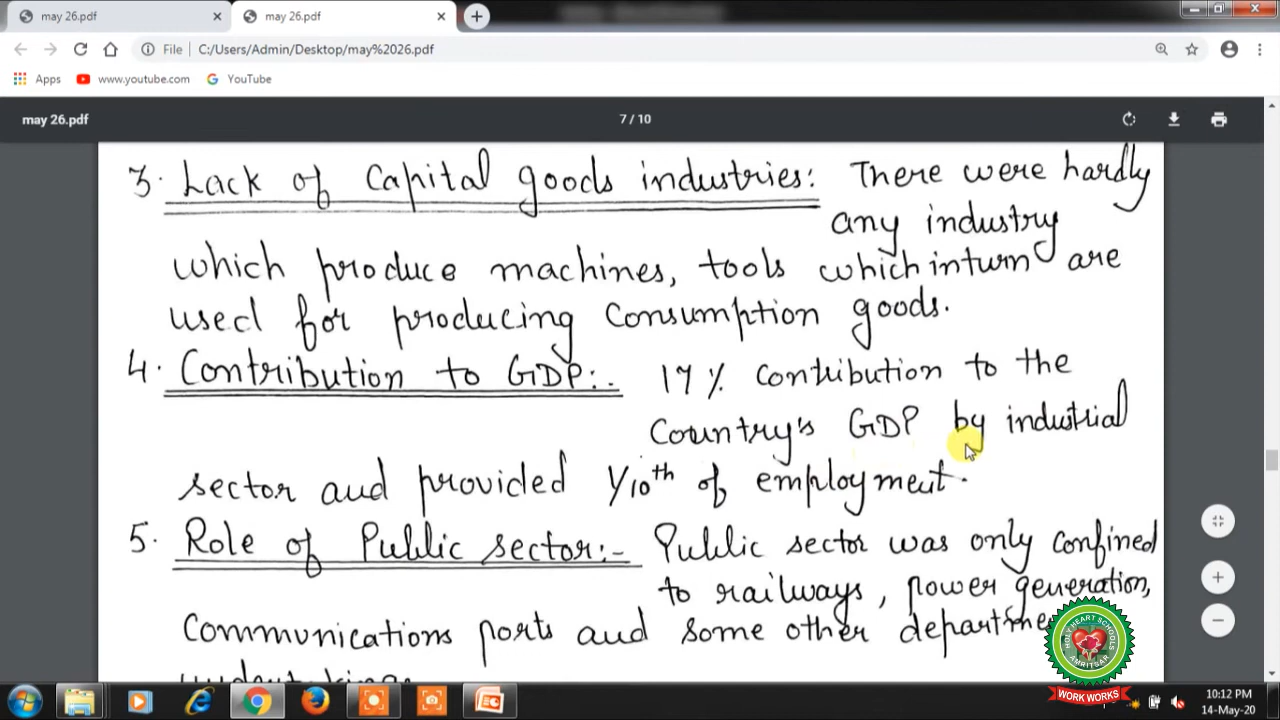 may 26.pdf
may 26.pdf
File C:/Users/Admin/Desktop/may%2026.pdf
Apps www.youtube.com YouTube
may 26.pdf 7 / 10
3. Lack of Capital goods industries: There were hardly
any industry
which produce machines, tools which inturn are
used for producing Consumption goods.
4. Contribution to GDP:- 17% contribution to the
Country's GDP by industrial
sector and provided 1/10th of employment.
5. Role of Public sector:- Public sector was only confined
to railways, power generation,
Communications ports and some other
HOLY HEART SCHOOLS
AMRITSAR
WORK WORKS
10:12 PM
14-May-20